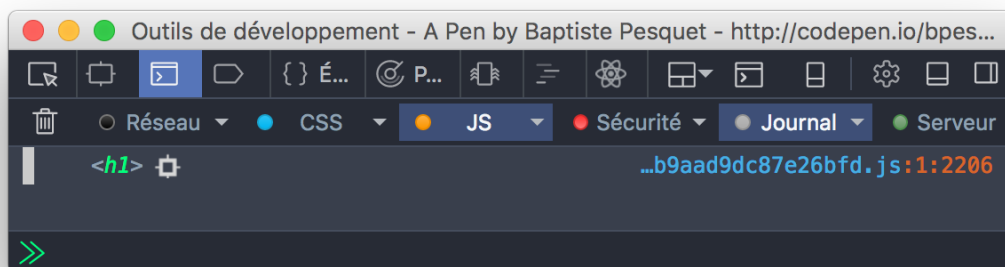 Outils de développement - A Pen by Baptiste Pesquet - http://codepen.io/bpes...
{ } É... P...
Réseau CSS JS Sécurité Journal Serveur
<h1> …b9aad9dc87e26bfd.js:1:2206